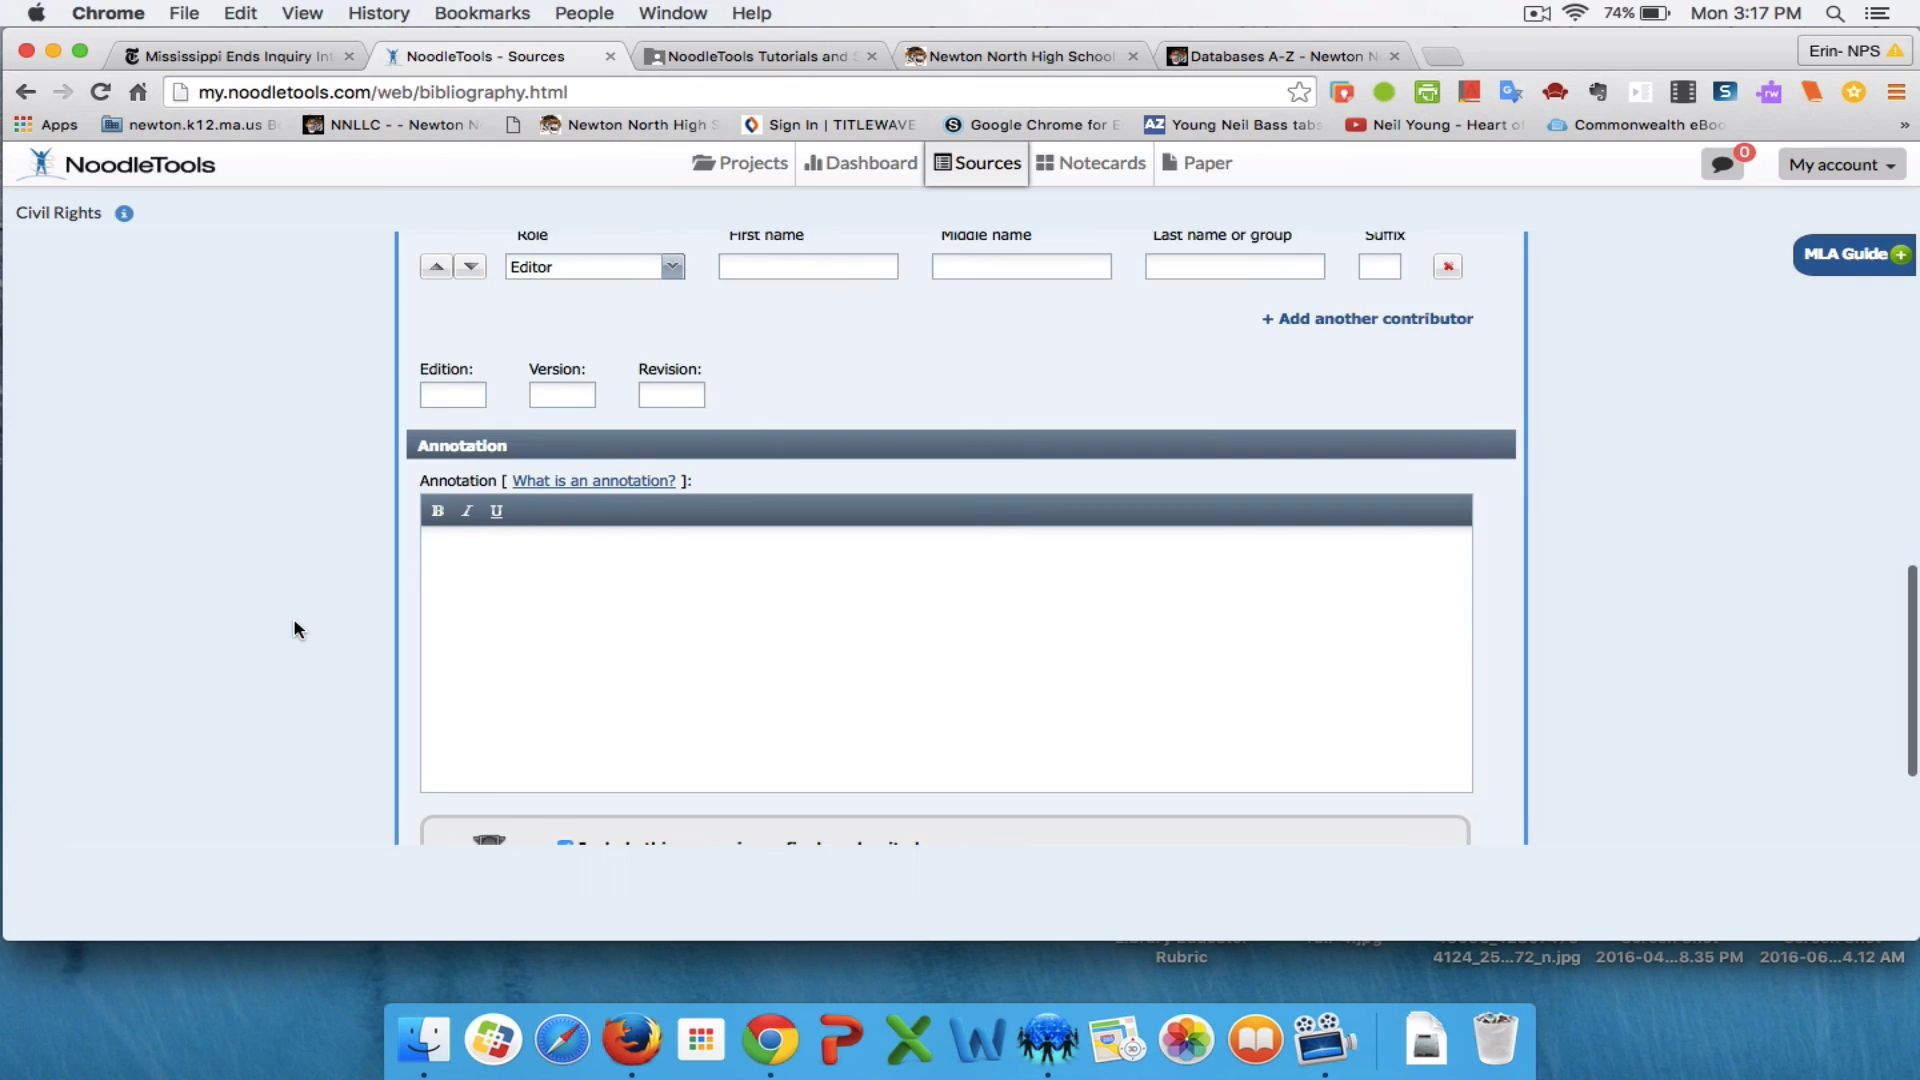 Chrome File Edit View History Bookmarks People Window Help 74% Mon 3:17 PM
Mississippi Ends Inquiry Int NoodleTools - Sources NoodleTools Tutorials and Newton North High School Databases A-Z - Newton N Erin- NPS
my.noodletools.com/web/bibliography.html
Apps newton.k12.ma.us NNLLC - - Newton N Newton North High S Sign In | TITLEWAVE Google Chrome for E AZ Young Neil Bass tabs Neil Young - Heart of Commonwealth eBoo »
NoodleTools Projects Dashboard Sources Notecards Paper 0 My account
Civil Rights
MLA Guide
Role First name Middle name Last name or group Suffix
Editor
+ Add another contributor
Edition: Version: Revision:
Annotation
Annotation [ What is an annotation? ]:
B I U
Rubric 4124_25...72_n.jpg 2016-04...8.35 PM 2016-06...4.12 AM